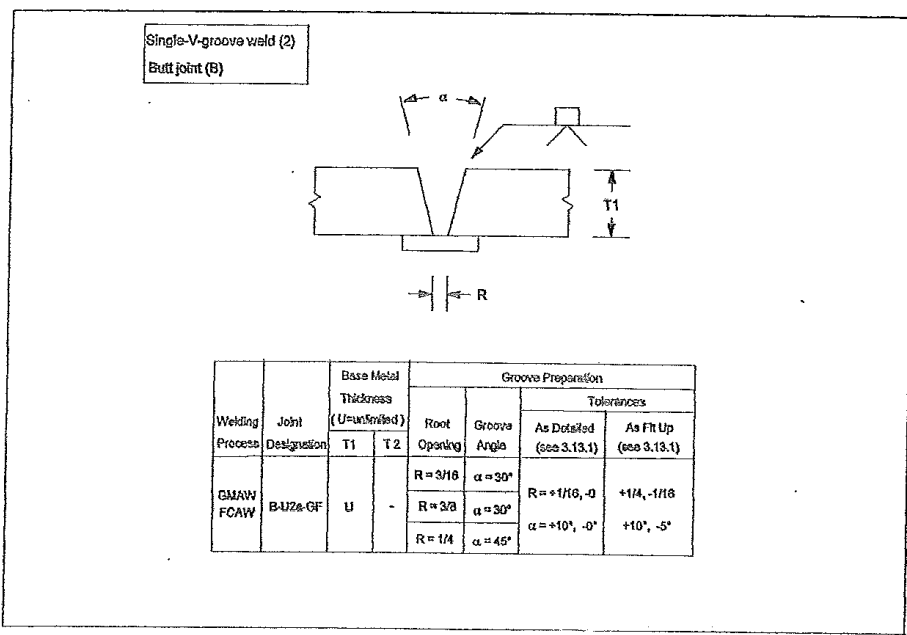 Single-V-groove weld (2)
Butt joint (B)
α
T1
R
Base Metal
Groove Preparation
Thickness
Tolerances
Welding
Joint
( U=unlimited )
Root
Groove
As Detailed
As Fit Up
Process
Designation
T1
T 2
Opening
Angle
(see 3.13.1)
(see 3.13.1)
GMAW
FCAW
B-U2a-GF
U
-
R = 3/16
α = 30°
R = 3/8
α = 30°
R = 1/4
α = 45°
R = +1/16, -0
+1/4, -1/16
α = +10°, -0°
+10°, -5°